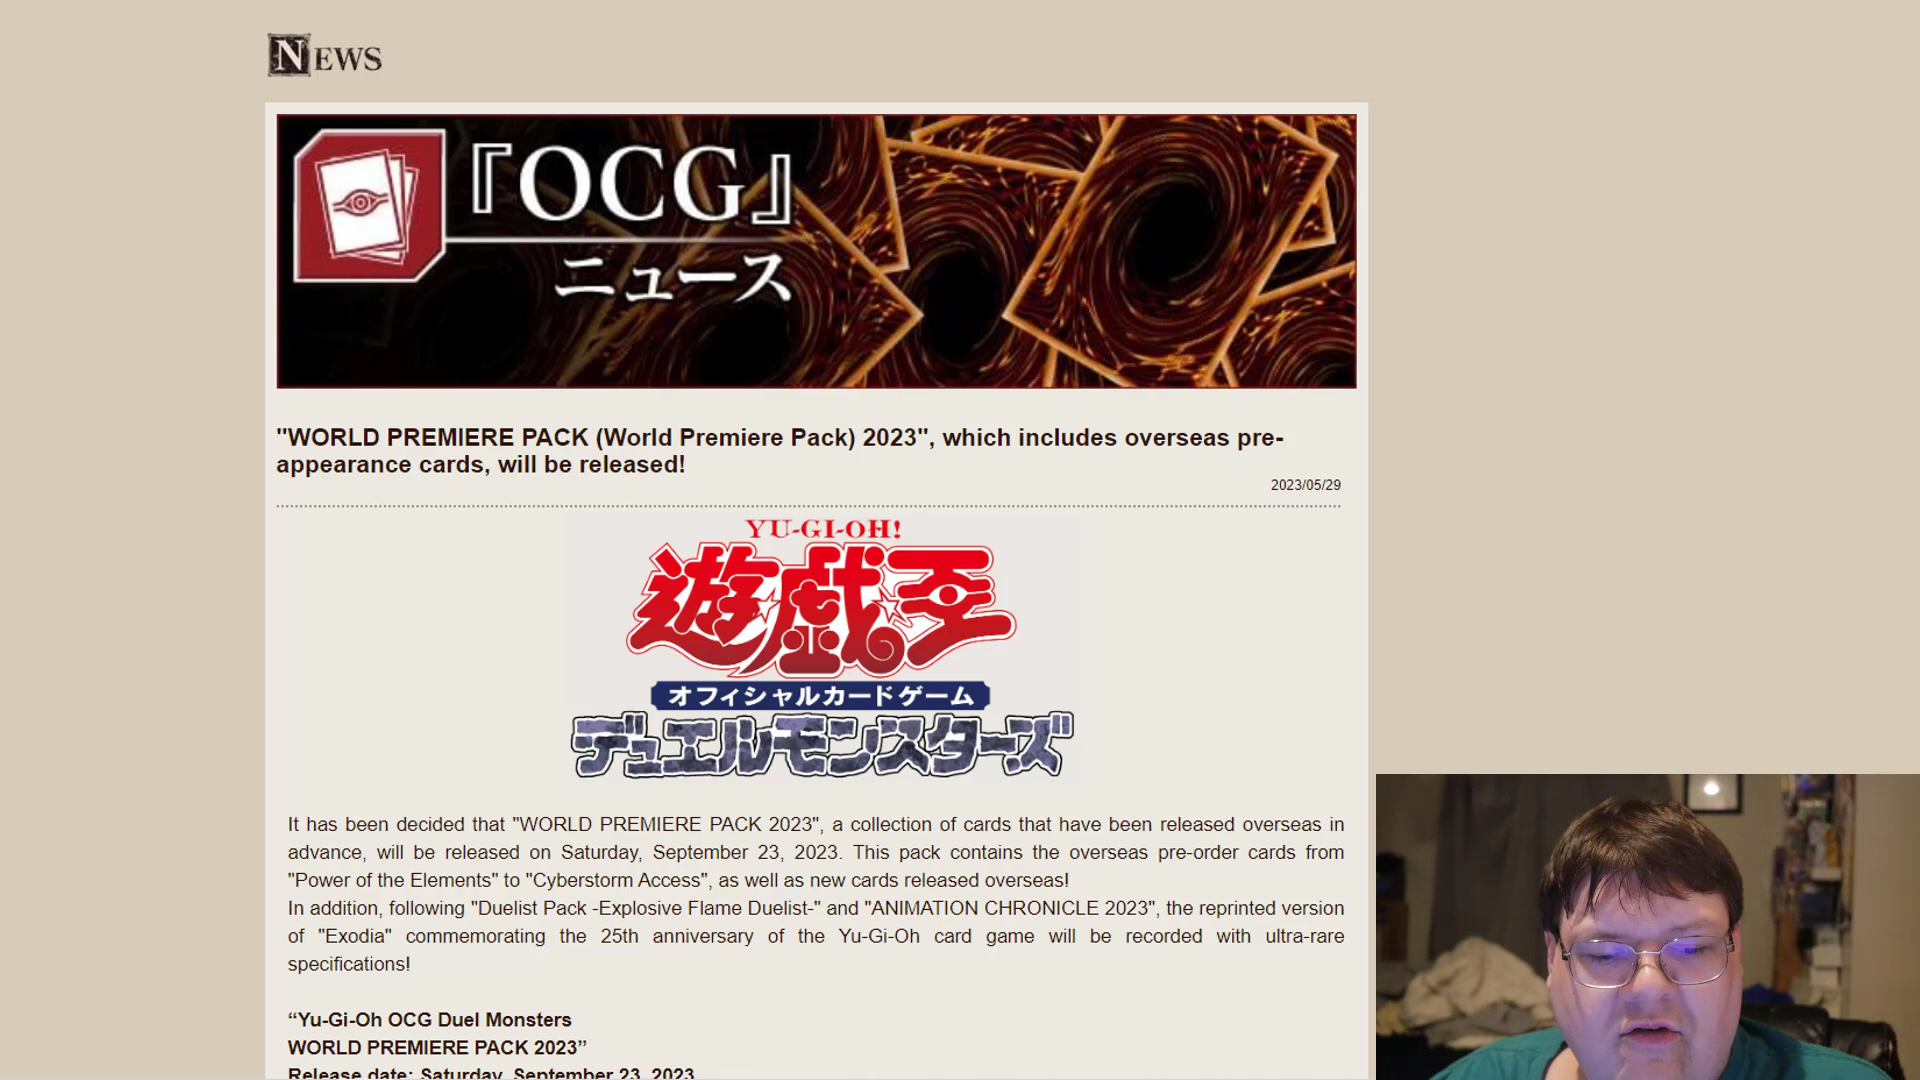 NEWS
『OCG』
ニュース
"WORLD PREMIERE PACK (World Premiere Pack) 2023", which includes overseas pre-
appearance cards, will be released!
2023/05/29
YU-GI-OH!
遊戯王
オフィシャルカードゲーム
デュエルモンスターズ
It has been decided that "WORLD PREMIERE PACK 2023", a collection of cards that have been released overseas in
advance, will be released on Saturday, September 23, 2023. This pack contains the overseas pre-order cards from
"Power of the Elements" to "Cyberstorm Access", as well as new cards released overseas!
In addition, following "Duelist Pack -Explosive Flame Duelist-" and "ANIMATION CHRONICLE 2023", the reprinted version
of "Exodia" commemorating the 25th anniversary of the Yu-Gi-Oh card game will be recorded with ultra-rare
specifications!
“Yu-Gi-Oh OCG Duel Monsters
WORLD PREMIERE PACK 2023”
Release date: Saturday, September 23, 2023